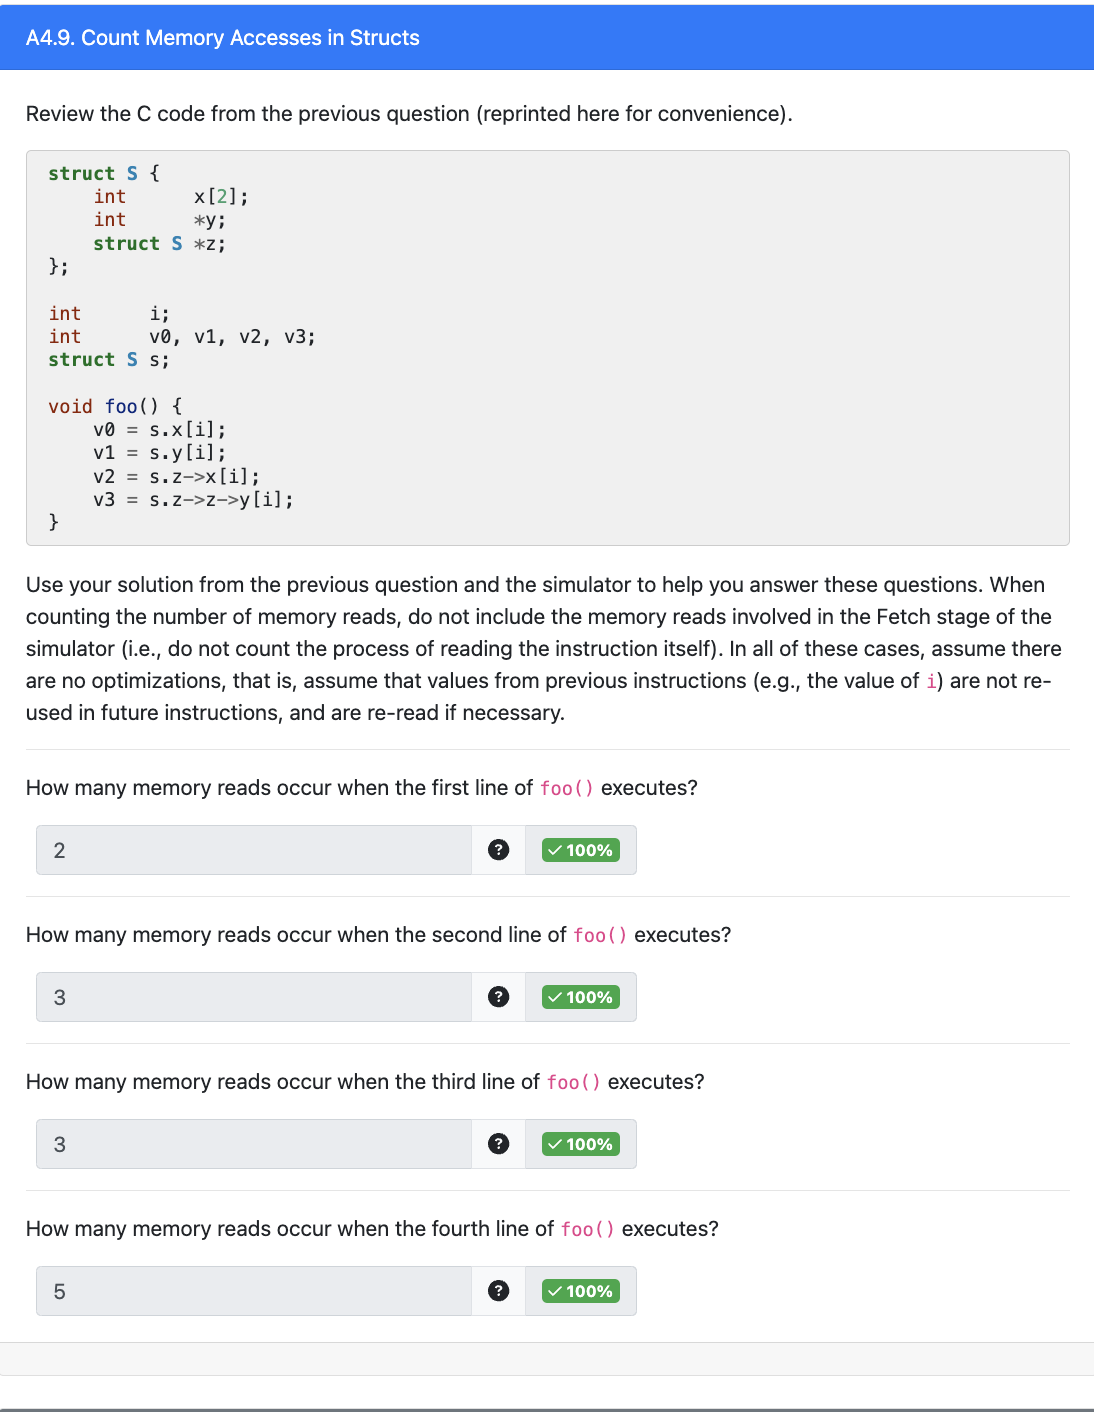 A4.9. Count Memory Accesses in Structs
Review the C code from the previous question (reprinted here for convenience).
struct S {
    int      x[2];
    int      *y;
    struct S *z;
};
int      i;
int      v0, v1, v2, v3;
struct S s;
void foo() {
    v0 = s.x[i];
    v1 = s.y[i];
    v2 = s.z->x[i];
    v3 = s.z->z->y[i];
}
Use your solution from the previous question and the simulator to help you answer these questions. When
counting the number of memory reads, do not include the memory reads involved in the Fetch stage of the
simulator (i.e., do not count the process of reading the instruction itself). In all of these cases, assume there
are no optimizations, that is, assume that values from previous instructions (e.g., the value of i) are not re-
used in future instructions, and are re-read if necessary.
How many memory reads occur when the first line of foo() executes?
2 ? ✓ 100%
How many memory reads occur when the second line of foo() executes?
3 ? ✓ 100%
How many memory reads occur when the third line of foo() executes?
3 ? ✓ 100%
How many memory reads occur when the fourth line of foo() executes?
5 ? ✓ 100%